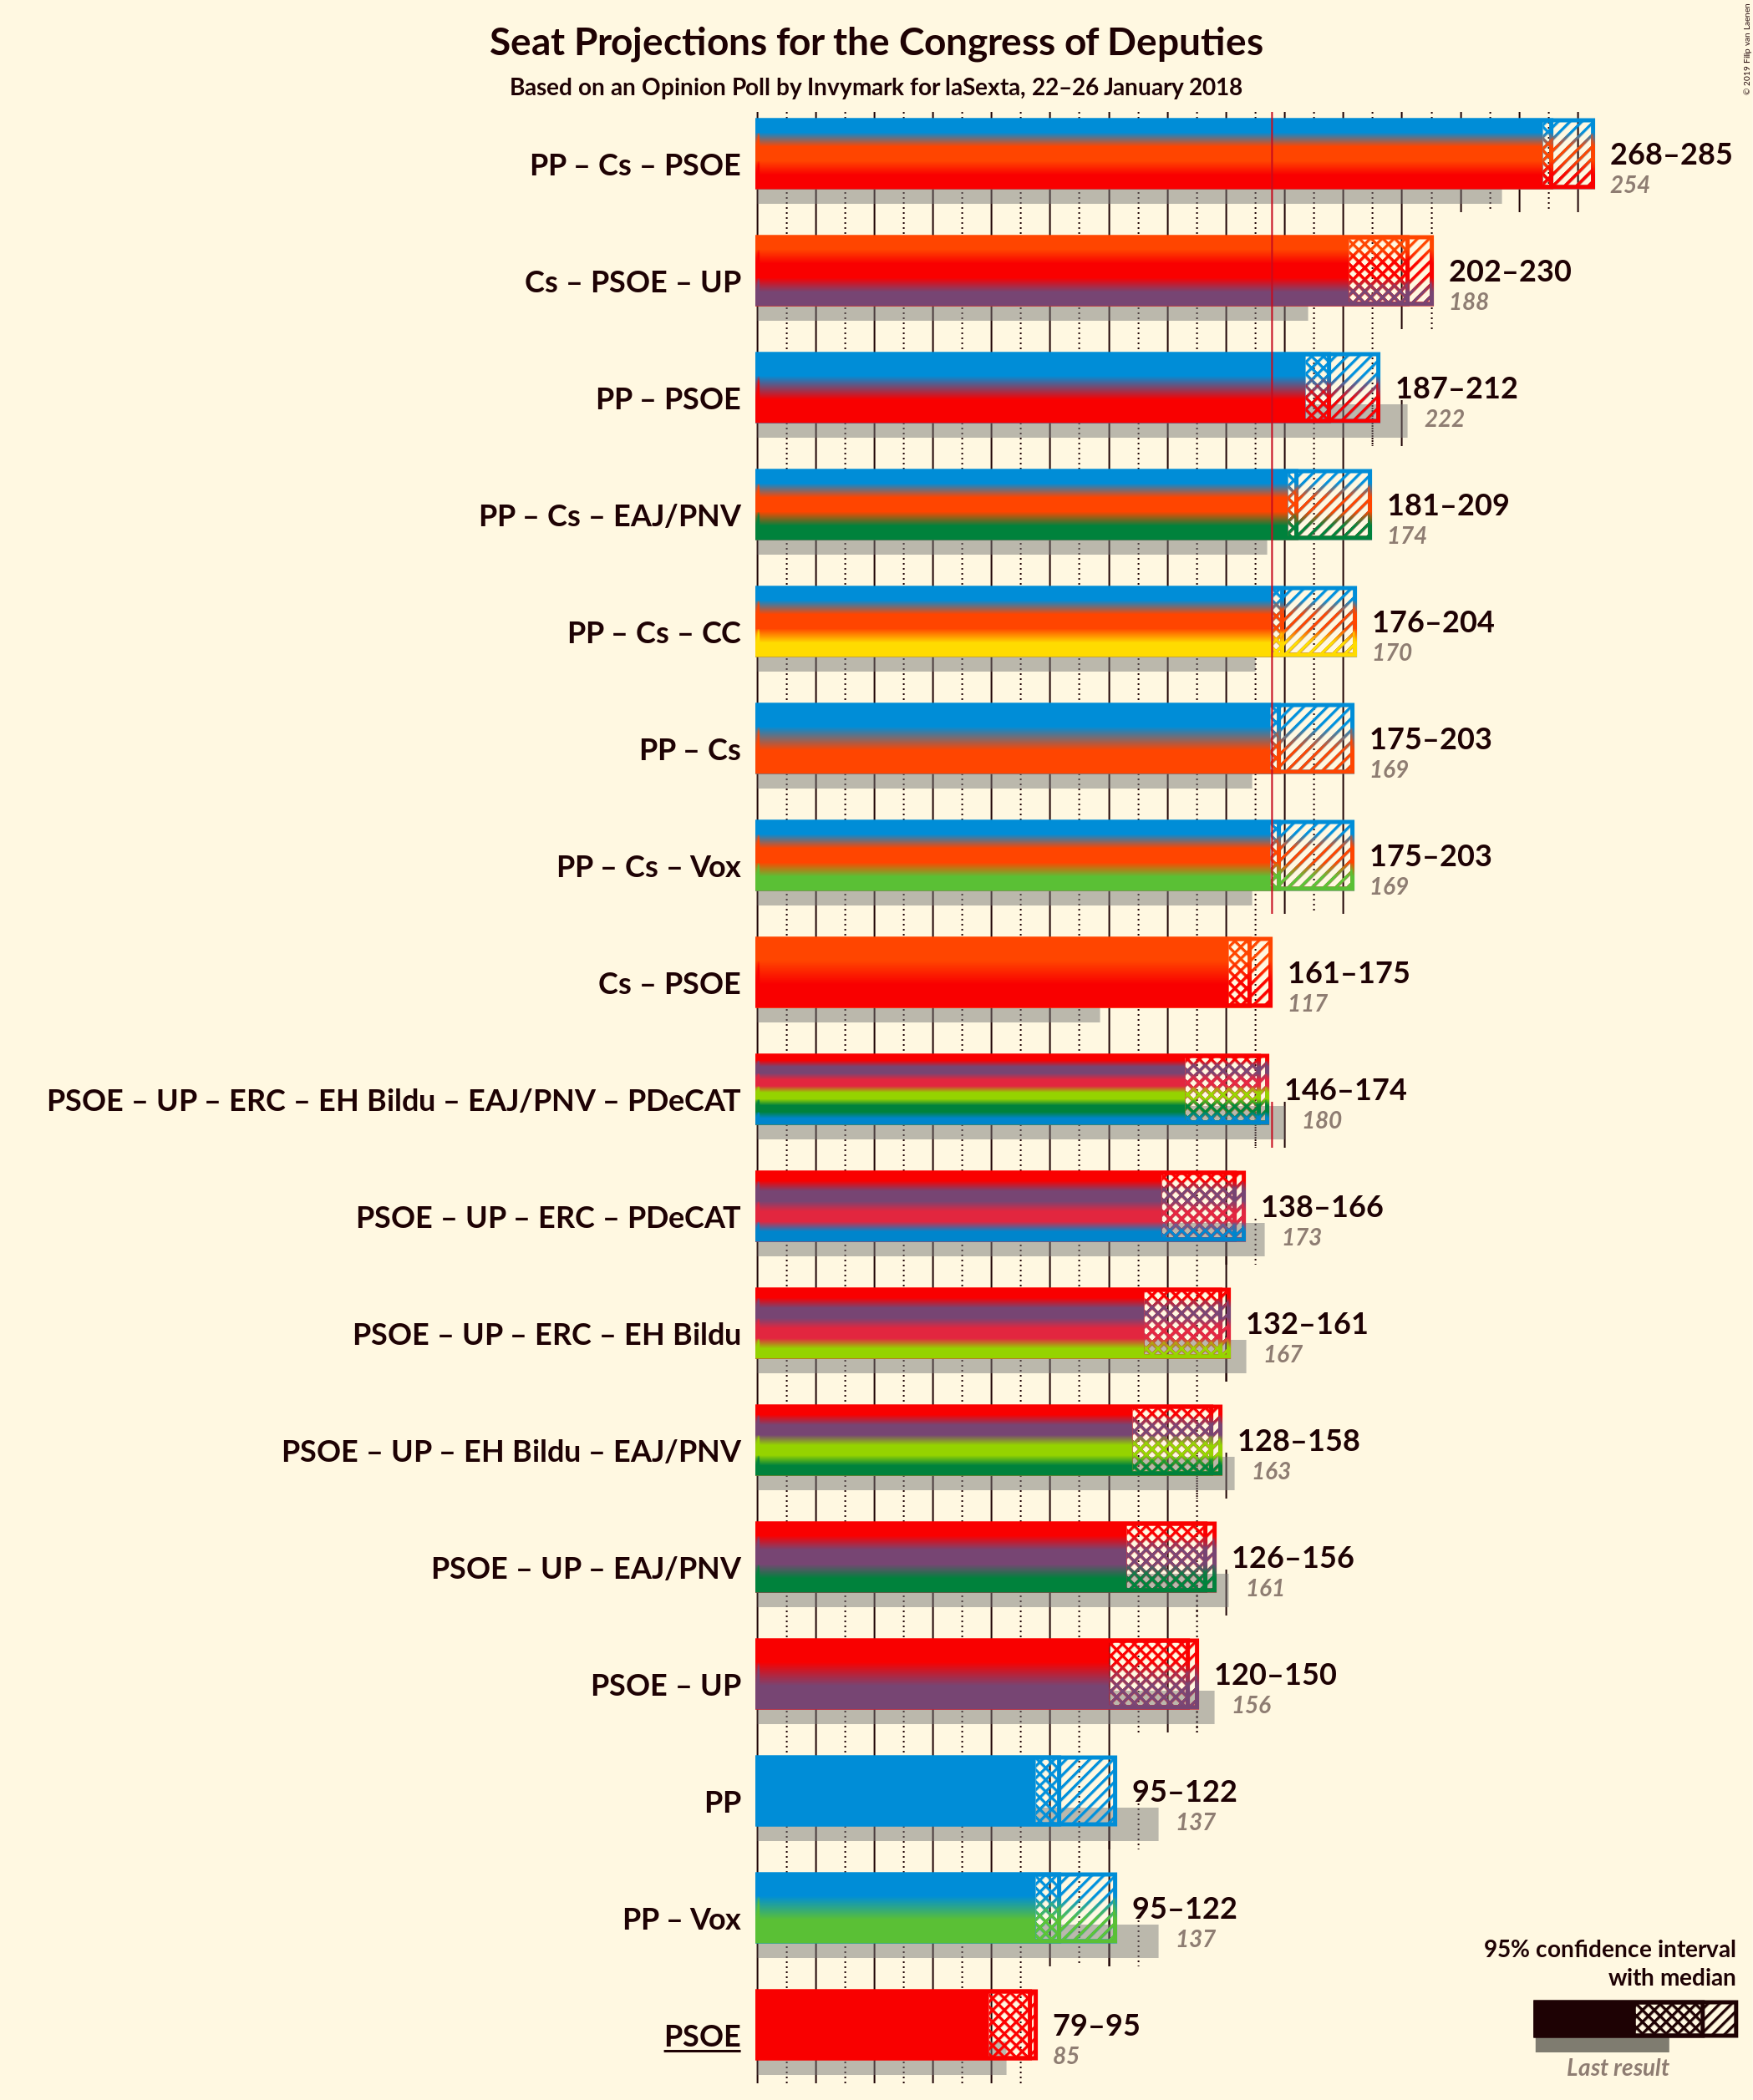 Seat Projections for the Congress of Deputies
Based on an Opinion Poll by Invymark for laSexta, 22–26 January 2018
© 2019 Filip van Laenen
PP – Cs – PSOE
268–285
254
Cs – PSOE – UP
202–230
188
PP – PSOE
187–212
222
PP – Cs – EAJ/PNV
181–209
174
PP – Cs – CC
176–204
170
PP – Cs
175–203
169
PP – Cs – Vox
175–203
169
Cs – PSOE
161–175
117
PSOE – UP – ERC – EH Bildu – EAJ/PNV – PDeCAT
146–174
180
PSOE – UP – ERC – PDeCAT
138–166
173
PSOE – UP – ERC – EH Bildu
132–161
167
PSOE – UP – EH Bildu – EAJ/PNV
128–158
163
PSOE – UP – EAJ/PNV
126–156
161
PSOE – UP
120–150
156
PP
95–122
137
PP – Vox
95–122
137
PSOE
79–95
85
95% confidence interval
with median
Last result